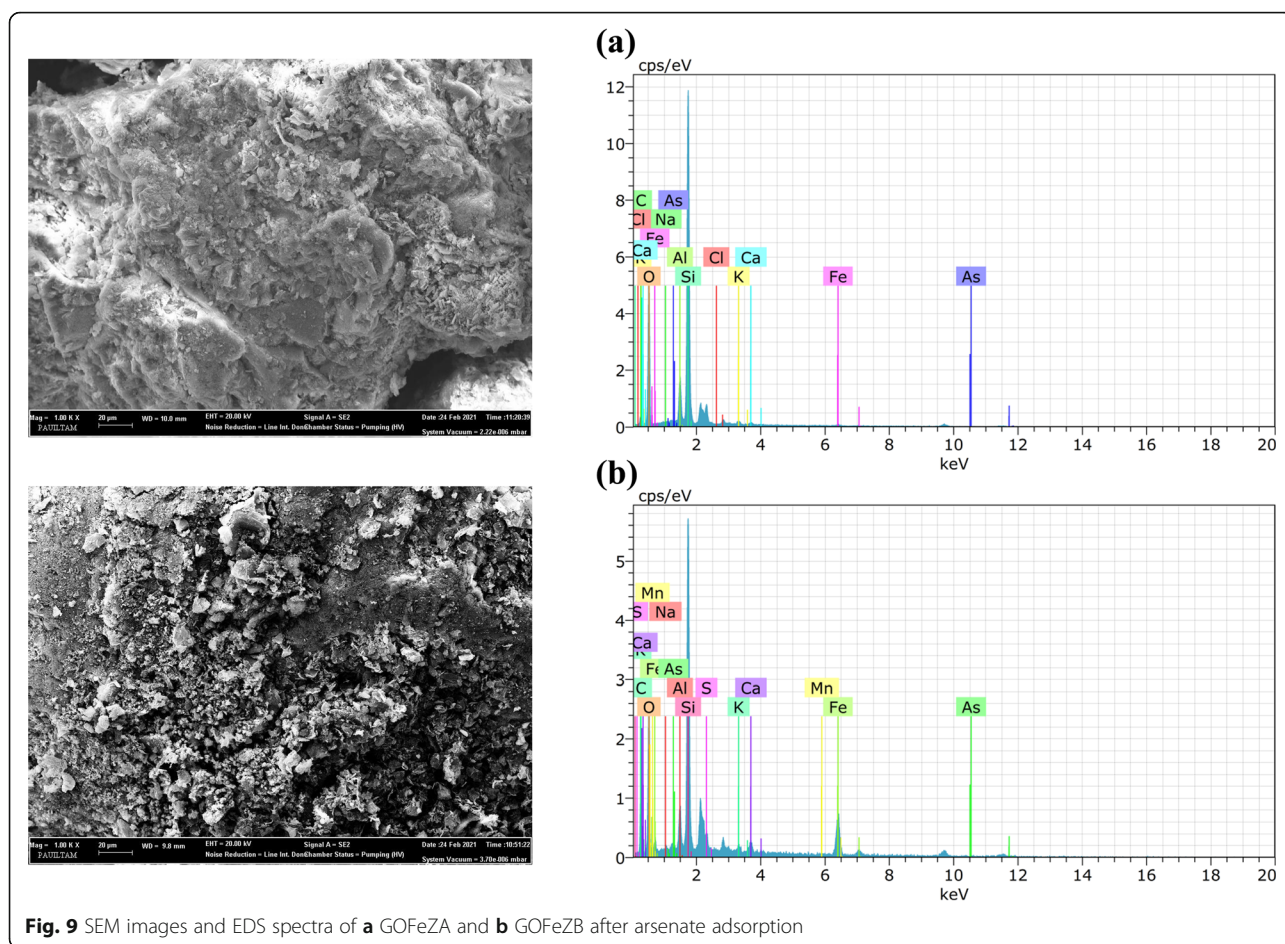 (a)
cps/eV
12
10
8
6
4
2
0
C
As
Cl
Na
Fe
Ca
K
Al
Cl
Ca
O
Si
K
Fe
As
2 4 6 8 10 12 14 16 18 20
keV
Mag = 1.00 K X 20 µm WD = 10.0 mm EHT = 20.00 kV Signal A = SE2 Date :24 Feb 2021 Time :11:20:39
Noise Reduction = Line Int. Done Chamber Status = Pumping (HV)
PAUILTAM System Vacuum = 2.22e-006 mbar
(b)
cps/eV
5
4
3
2
1
0
Mn
S
Na
Ca
K
Fe
As
C
Al
S
Ca
Mn
O
Si
K
Fe
As
2 4 6 8 10 12 14 16 18 20
keV
Mag = 1.00 K X 20 µm WD = 9.8 mm EHT = 20.00 kV Signal A = SE2 Date :24 Feb 2021 Time :10:51:22
Noise Reduction = Line Int. Done Chamber Status = Pumping (HV)
PAUILTAM System Vacuum = 3.70e-006 mbar
Fig. 9 SEM images and EDS spectra of a GOFeZA and b GOFeZB after arsenate adsorption